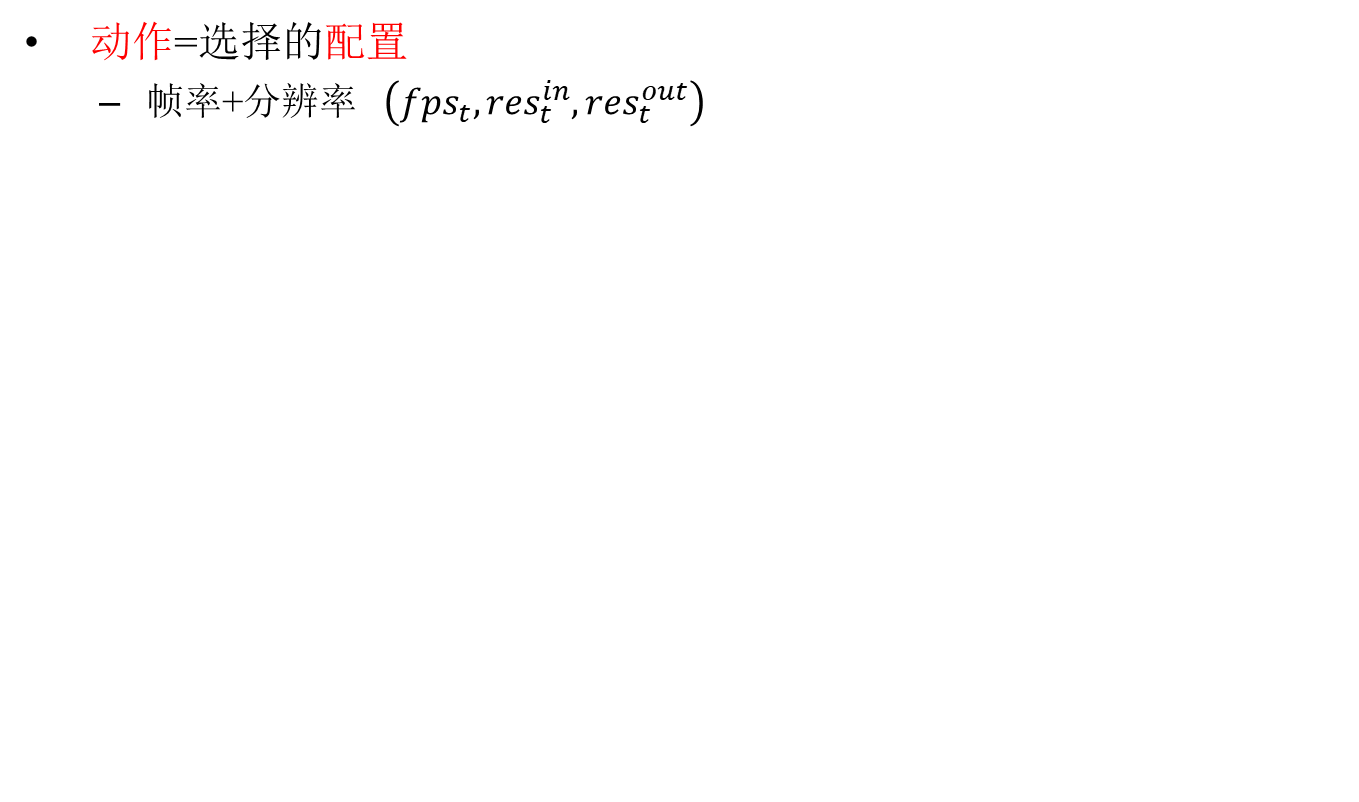 • 动作=选择的配置
– 帧率+分辨率 $(fps_t, res_t^{in}, res_t^{out})$